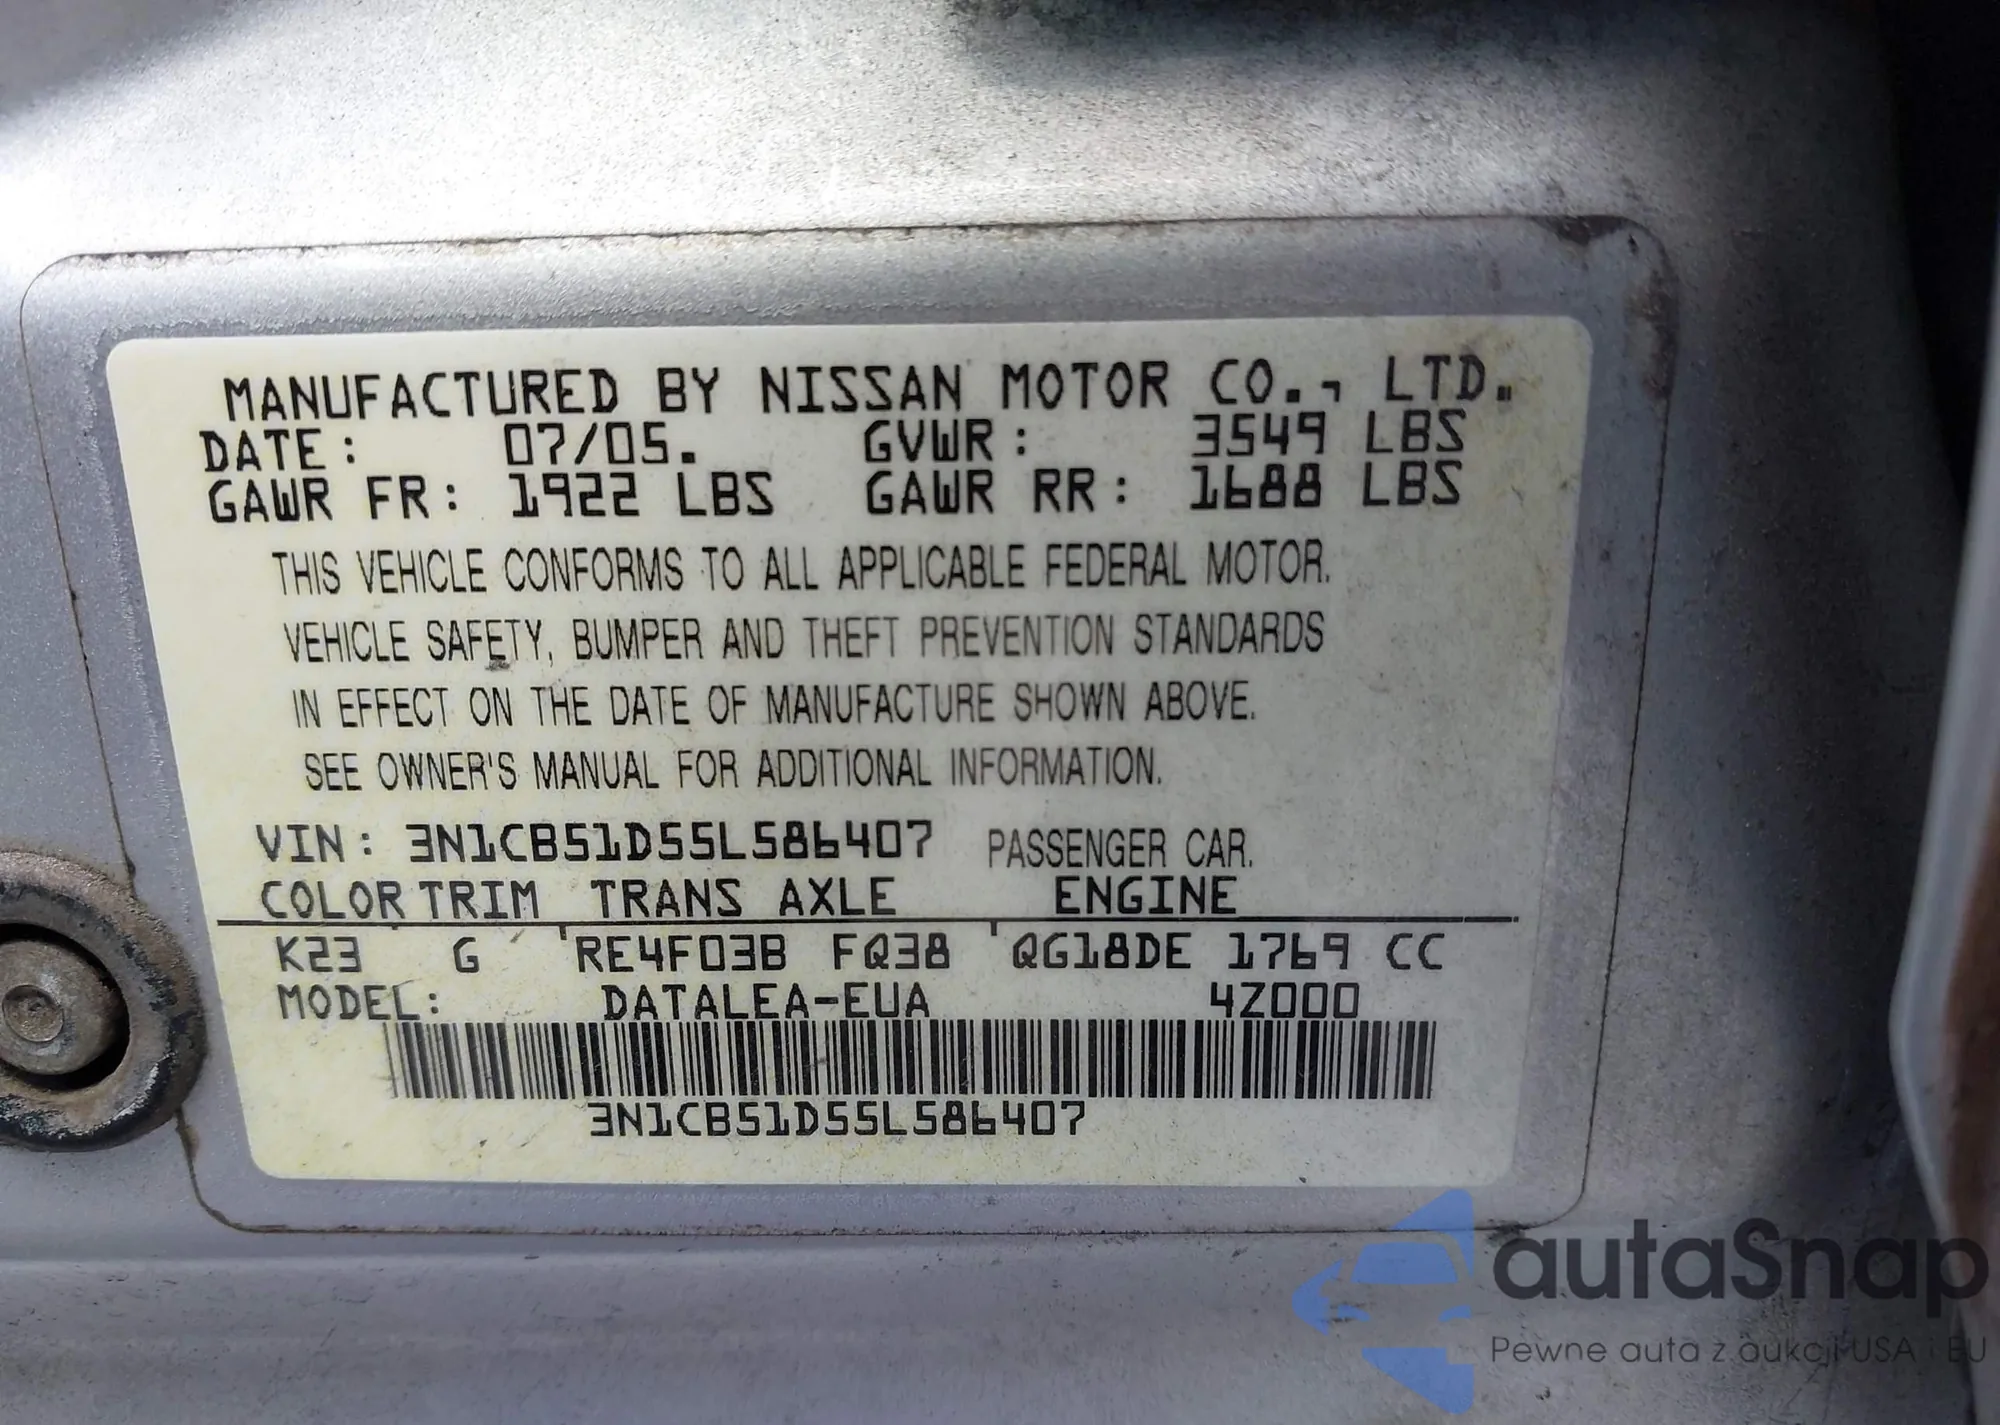 MANUFACTURED BY NISSAN MOTOR CO., LTD.
DATE: 07/05. GVWR: 3549 LBS
GAWR FR: 1922 LBS GAWR RR: 1688 LBS
THIS VEHICLE CONFORMS TO ALL APPLICABLE FEDERAL MOTOR.
VEHICLE SAFETY, BUMPER AND THEFT PREVENTION STANDARDS
IN EFFECT ON THE DATE OF MANUFACTURE SHOWN ABOVE.
SEE OWNER'S MANUAL FOR ADDITIONAL INFORMATION.
VIN: 3N1CB51D55L586407 PASSENGER CAR.
COLOR TRIM TRANS AXLE ENGINE
K23 G RE4F03B FQ38 QG18DE 1769 CC
MODEL: DATALEA-EUA 4Z000
3N1CB51D55L586407
autaSnap
Pewne auta z aukcji USA i EU